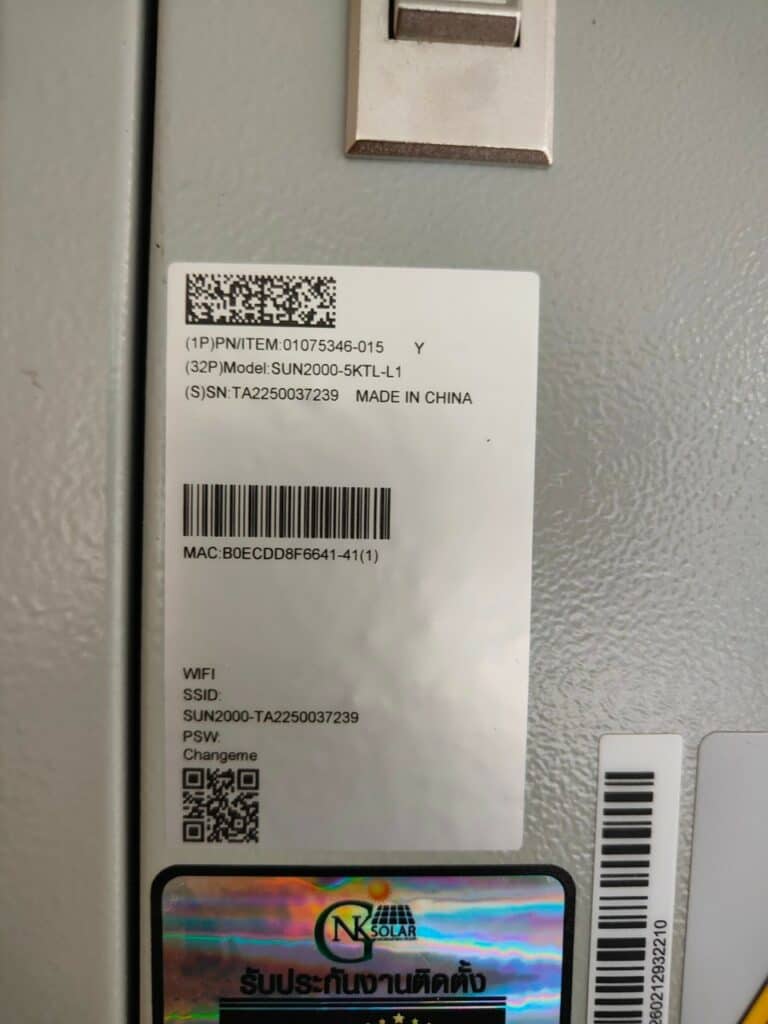 (1P)PN/ITEM:01075346-015 Y
(32P)Model:SUN2000-5KTL-L1
(S)SN:TA2250037239 MADE IN CHINA
MAC:B0ECDD8F6641-41(1)
WIFI
SSID:
SUN2000-TA2250037239
PSW:
Changeme
GNK SOLAR
รับประกันงานติดตั้ง
260212932210